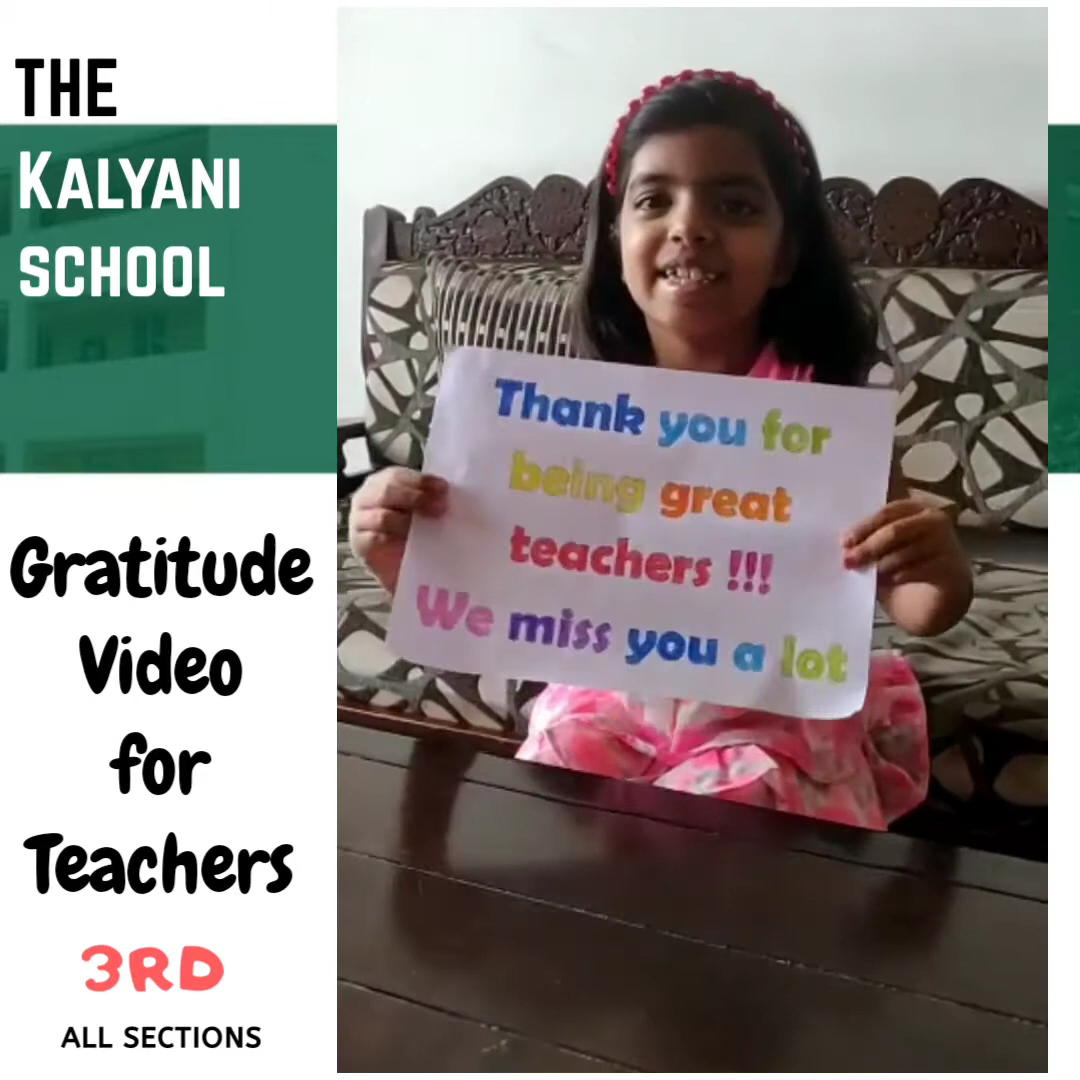 THE
KALYANI
SCHOOL
Gratitude
Video
for
Teachers
3RD
ALL SECTIONS
Thank you for
being great
teachers !!!
We miss you a lot